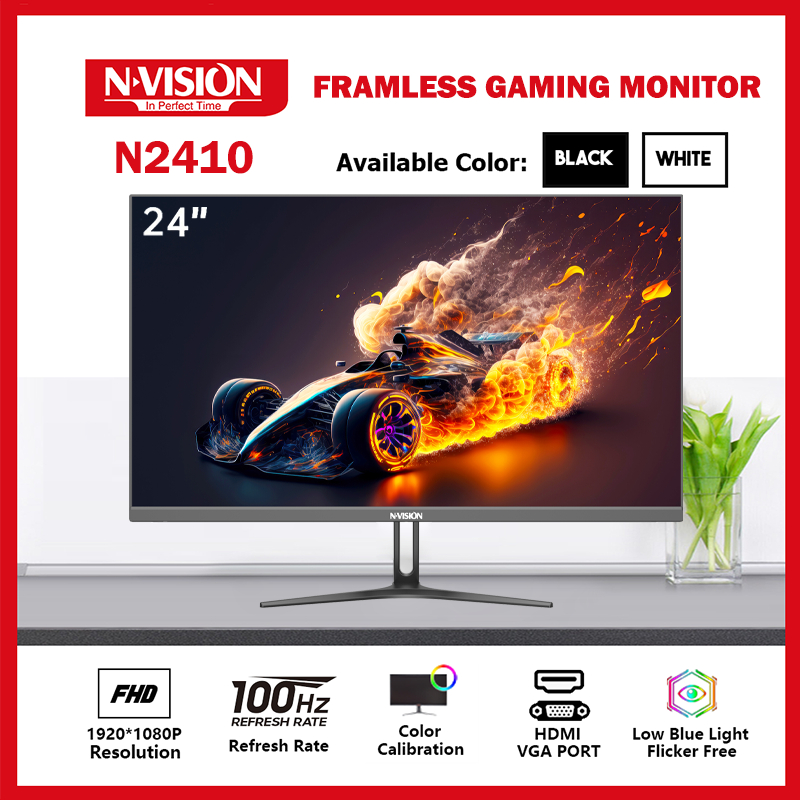 N-VISION
In Perfect Time
FRAMLESS GAMING MONITOR
N2410
Available Color:
BLACK
WHITE
24"
N-VISION
FHD
1920*1080P
Resolution
100Hz
REFRESH RATE
Refresh Rate
Color
Calibration
HDMI
VGA PORT
Low Blue Light
Flicker Free